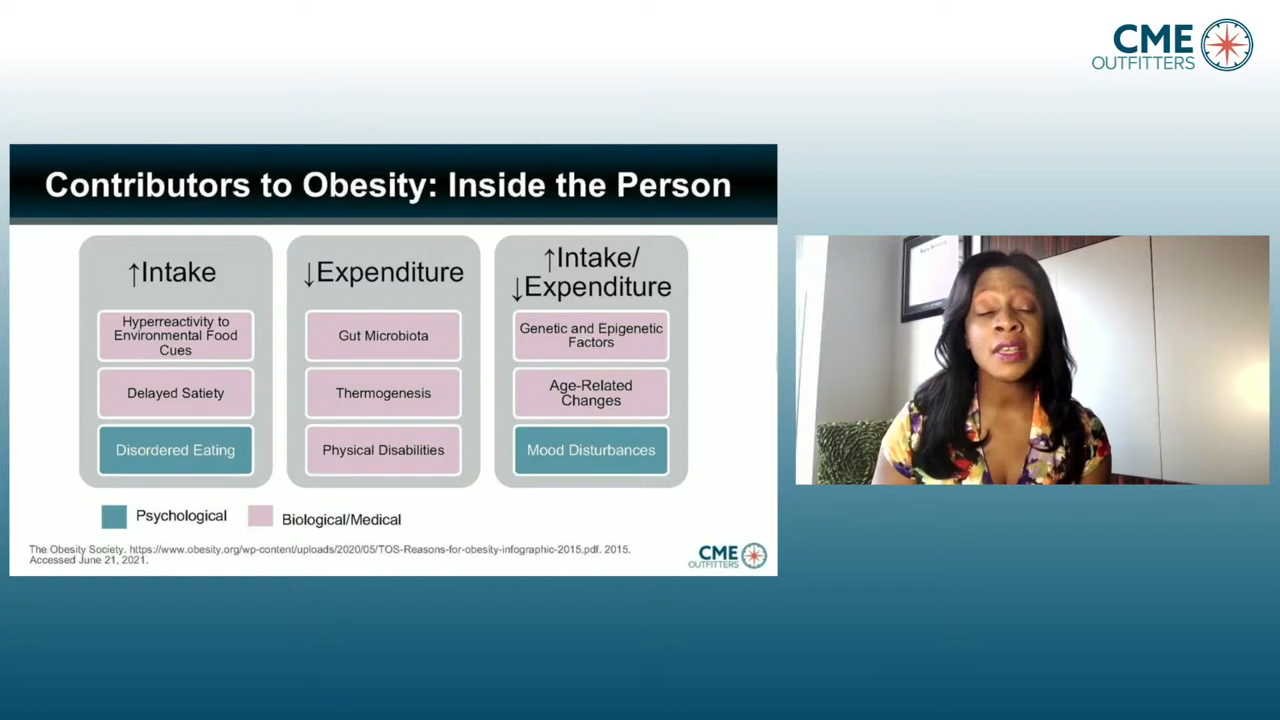 CME
OUTFITTERS
Contributors to Obesity: Inside the Person
↑Intake
Hyperreactivity to
Environmental Food
Cues
Delayed Satiety
Disordered Eating
↓Expenditure
Gut Microbiota
Thermogenesis
Physical Disabilities
↑Intake/
↓Expenditure
Genetic and Epigenetic
Factors
Age-Related
Changes
Mood Disturbances
Psychological
Biological/Medical
The Obesity Society. https://www.obesity.org/wp-content/uploads/2020/05/TOS-Reasons-for-obesity-infographic-2015.pdf. 2015.
Accessed June 21, 2021.
CME
OUTFITTERS